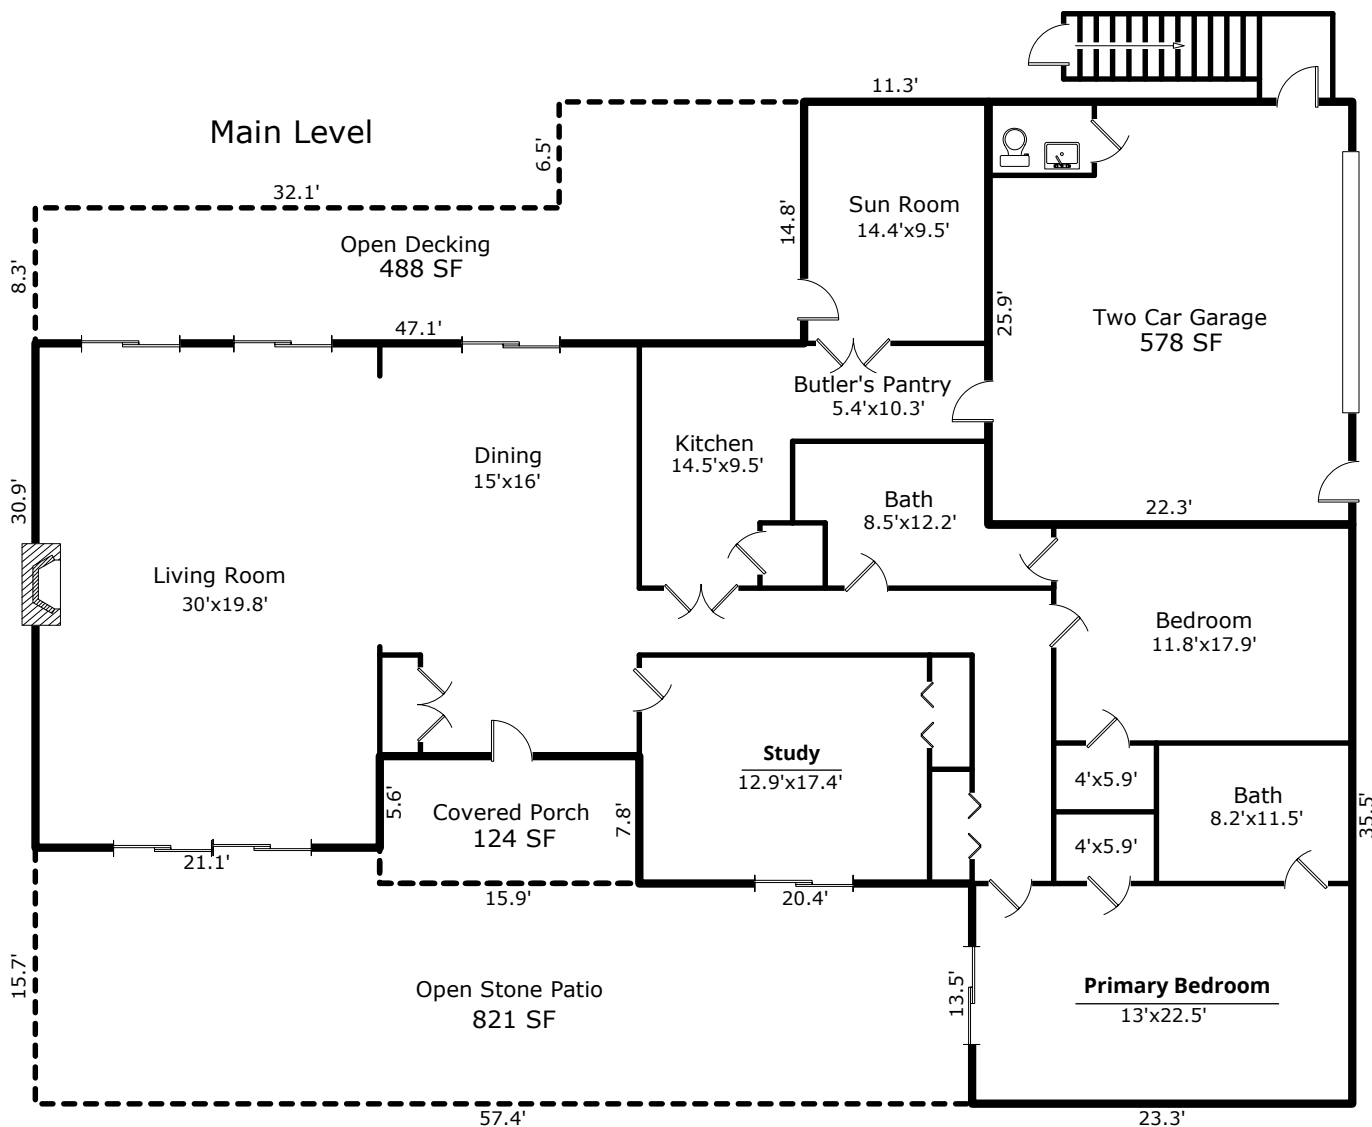 11.3'
Main Level
6.5'
32.1'
Sun Room
14.4'x9.5'
14.8'
Open Decking
488 SF
8.3'
25.9'
Two Car Garage
578 SF
47.1'
Butler's Pantry
5.4'x10.3'
Kitchen
14.5'x9.5'
Dining
15'x16'
30.9'
Bath
8.5'x12.2'
22.3'
Living Room
30'x19.8'
Bedroom
11.8'x17.9'
Study
12.9'x17.4'
4'x5.9'
Bath
8.2'x11.5'
35.5'
5.6'
Covered Porch
124 SF
7.8'
4'x5.9'
21.1'
15.9'
20.4'
15.7'
Open Stone Patio
821 SF
13.5'
Primary Bedroom
13'x22.5'
57.4'
23.3'